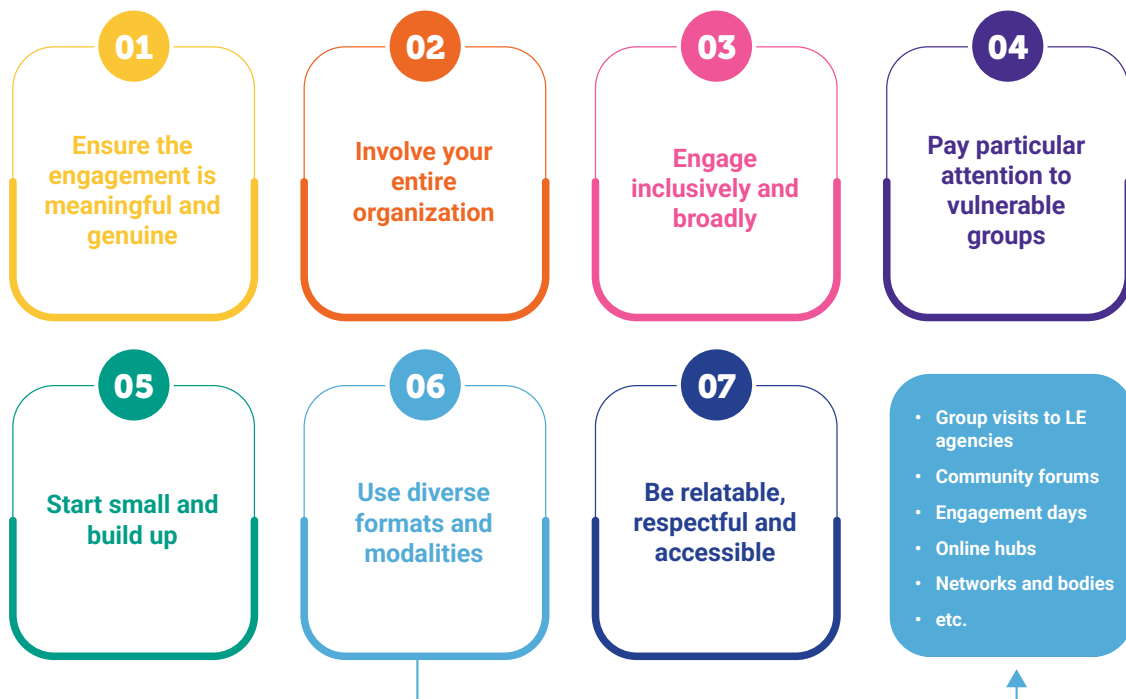 01
Ensure the
engagement is
meaningful and
genuine
02
Involve your
entire
organization
03
Engage
inclusively and
broadly
04
Pay particular
attention to
vulnerable
groups
05
Start small and
build up
06
Use diverse
formats and
modalities
07
Be relatable,
respectful and
accessible
• Group visits to LE
agencies
• Community forums
• Engagement days
• Online hubs
• Networks and bodies
• etc.